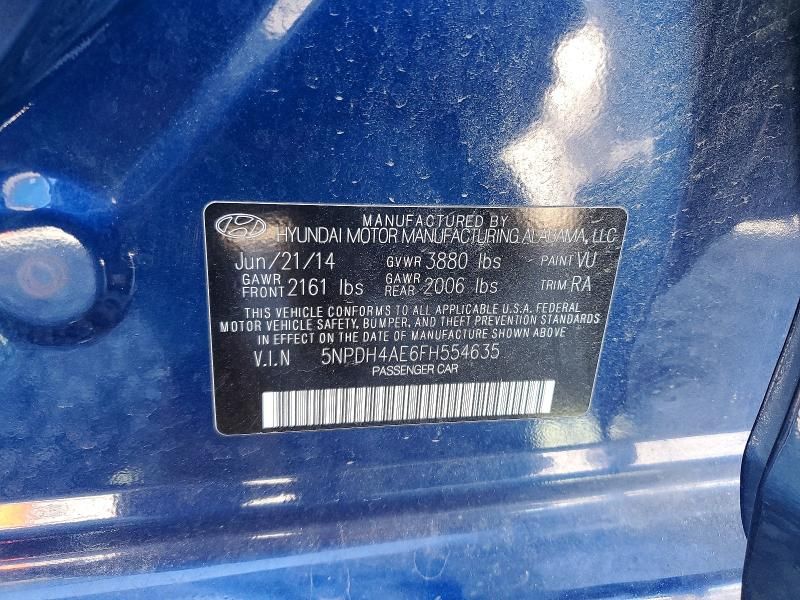 MANUFACTURED BY
HYUNDAI MOTOR MANUFACTURING ALABAMA, LLC
Jun/21/14 GVWR 3880 lbs PAINT VU
GAWR FRONT 2161 lbs GAWR REAR 2006 lbs TRIM RA
THIS VEHICLE CONFORMS TO ALL APPLICABLE U.S.A. FEDERAL
MOTOR VEHICLE SAFETY, BUMPER, AND THEFT PREVENTION STANDARDS
IN EFFECT ON THE DATE OF MANUFACTURE SHOWN ABOVE
V.I.N 5NPDH4AE6FH554635
PASSENGER CAR